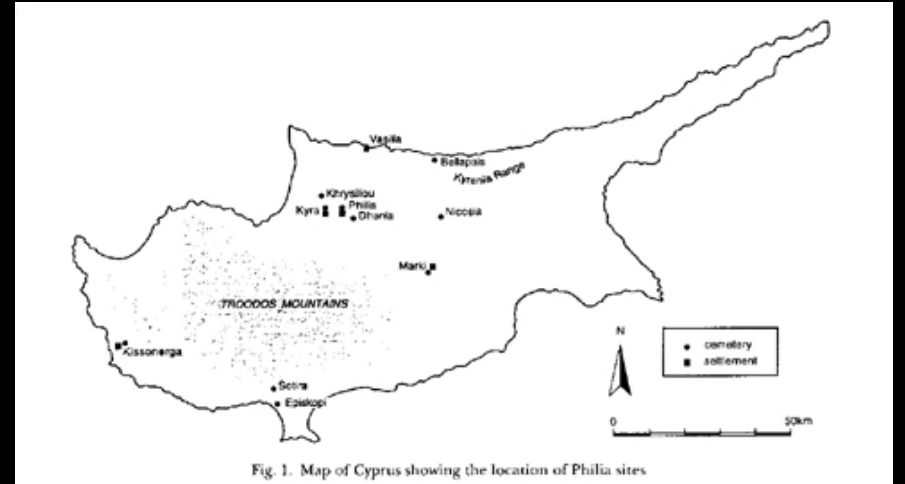 Vasilia
Bellapais
Kyrenia Range
Khrysiliou
Kyra
Philia
Dhenia
Nicosia
Marki
TROODOS MOUNTAINS
Kissonerga
Sotira
Episkopi
N
cemetery
settlement
0
50km
Fig. 1. Map of Cyprus showing the location of Philia sites